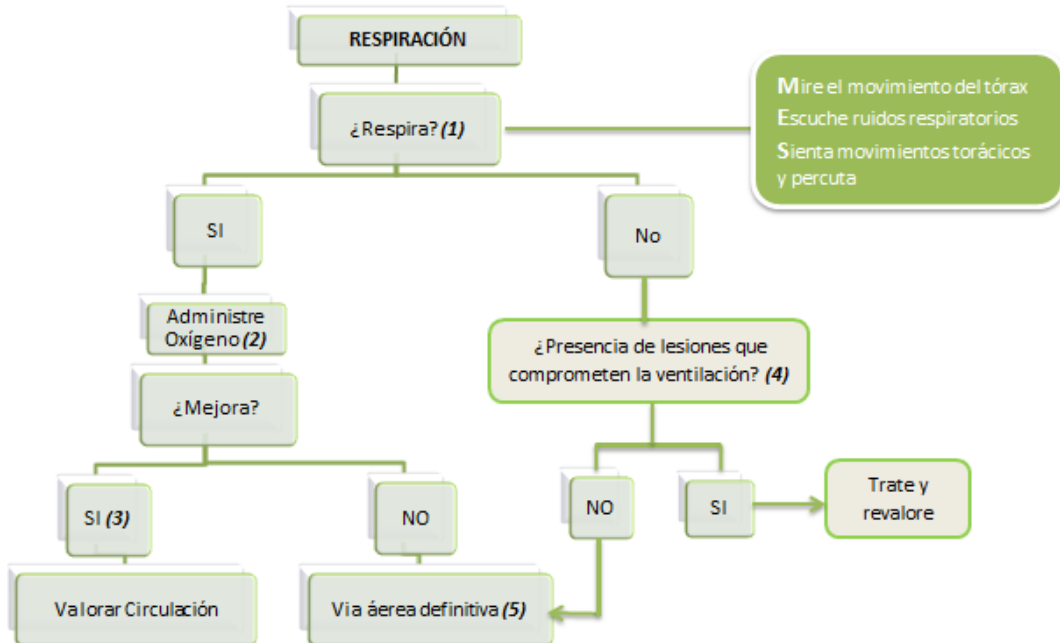 RESPIRACIÓN
¿Respira? (1)
Mire el movimiento del tórax
Escuche ruidos respiratorios
Sienta movimientos torácicos
y percuta
SI
No
Administre
Oxígeno (2)
¿Presencia de lesiones que
comprometen la ventilación? (4)
¿Mejora?
SI (3)
NO
NO
SI
Trate y
revalore
Valorar Circulación
Via áerea definitiva (5)